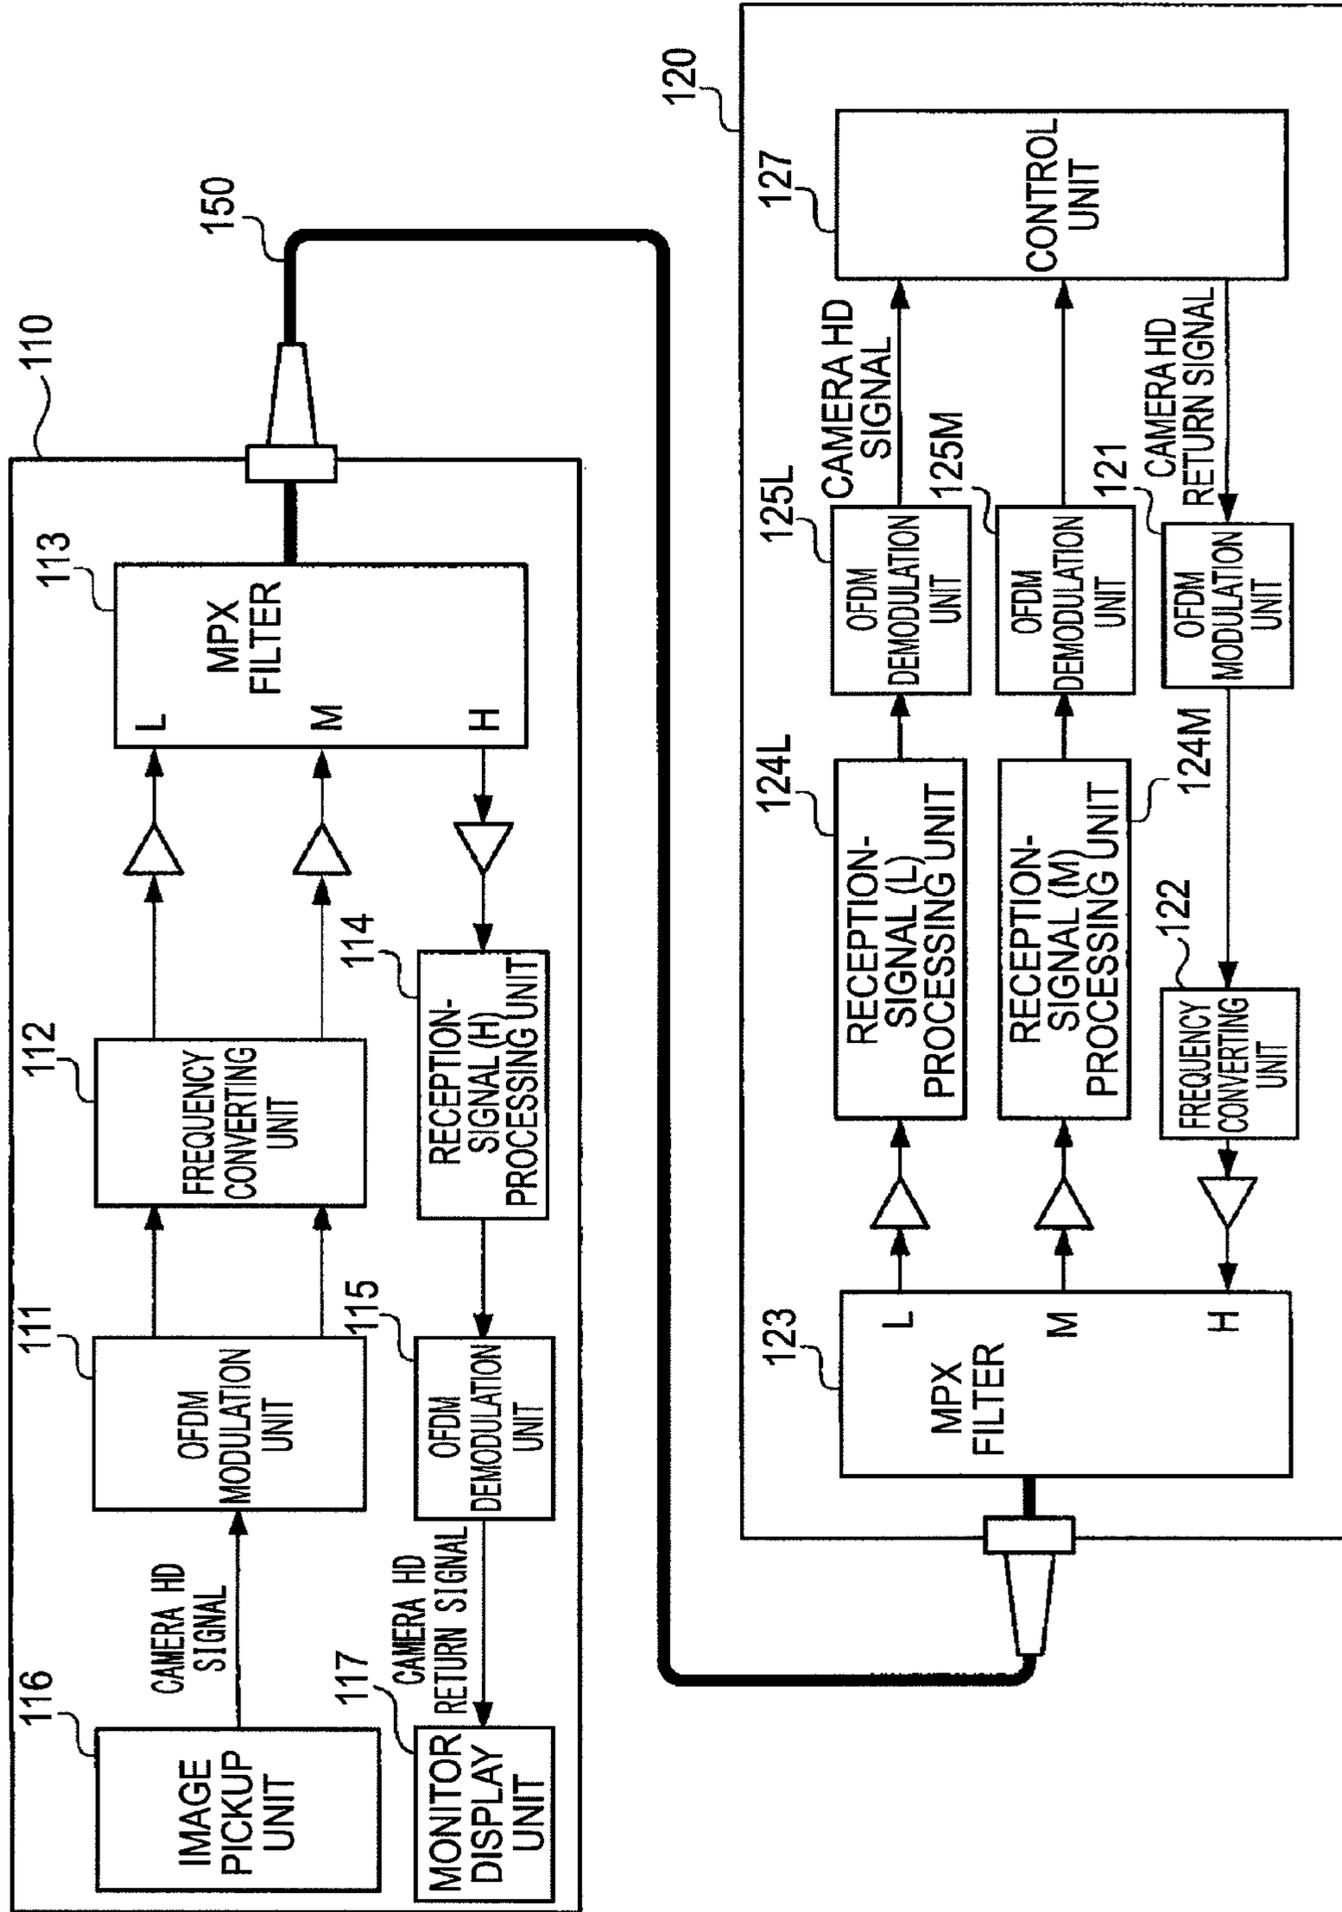 110
116
IMAGE
PICKUP
UNIT
CAMERA HD
SIGNAL
111
OFDM
MODULATION
UNIT
112
FREQUENCY
CONVERTING
UNIT
113
MPX
FILTER
L
M
H
150
117
MONITOR
DISPLAY
UNIT
CAMERA HD
RETURN SIGNAL
115
OFDM
DEMODULATION
UNIT
114
RECEPTION-
SIGNAL (H)
PROCESSING UNIT
120
123
MPX
FILTER
L
M
H
124L
RECEPTION-
SIGNAL (L)
PROCESSING UNIT
125L
OFDM
DEMODULATION
UNIT
CAMERA HD
SIGNAL
127
CONTROL
UNIT
RECEPTION-
SIGNAL (M)
PROCESSING UNIT
124M
125M
OFDM
DEMODULATION
UNIT
122
FREQUENCY
CONVERTING
UNIT
121
OFDM
MODULATION
UNIT
CAMERA HD
RETURN SIGNAL